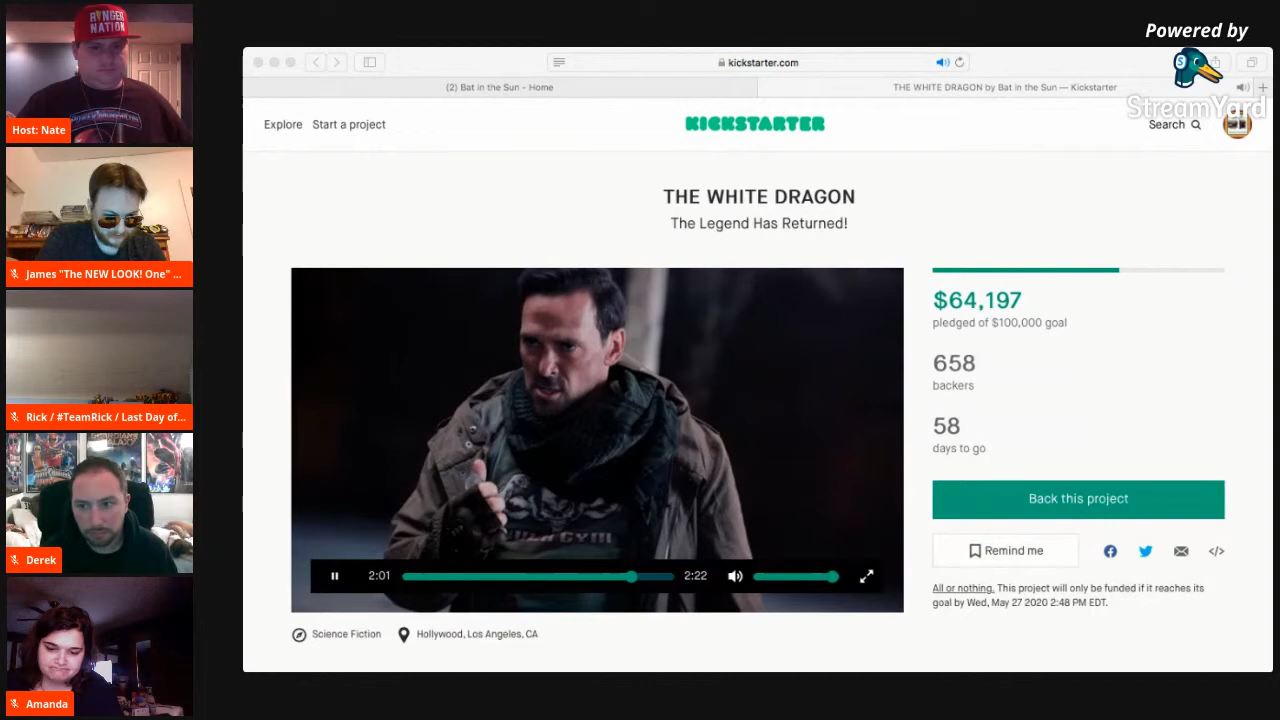 Powered by
StreamYard
RINGER
NATION
Host: Nate
James "The NEW LOOK! One" ...
Rick / #TeamRick / Last Day of...
Derek
Amanda
kickstarter.com
(2) Bat in the Sun - Home
THE WHITE DRAGON by Bat in the Sun — Kickstarter
Explore
Start a project
KICKSTARTER
Search
THE WHITE DRAGON
The Legend Has Returned!
$64,197
pledged of $100,000 goal
658
backers
58
days to go
Back this project
Remind me
All or nothing. This project will only be funded if it reaches its
goal by Wed, May 27 2020 2:48 PM EDT.
GYM
2:01
2:22
Science Fiction
Hollywood, Los Angeles, CA